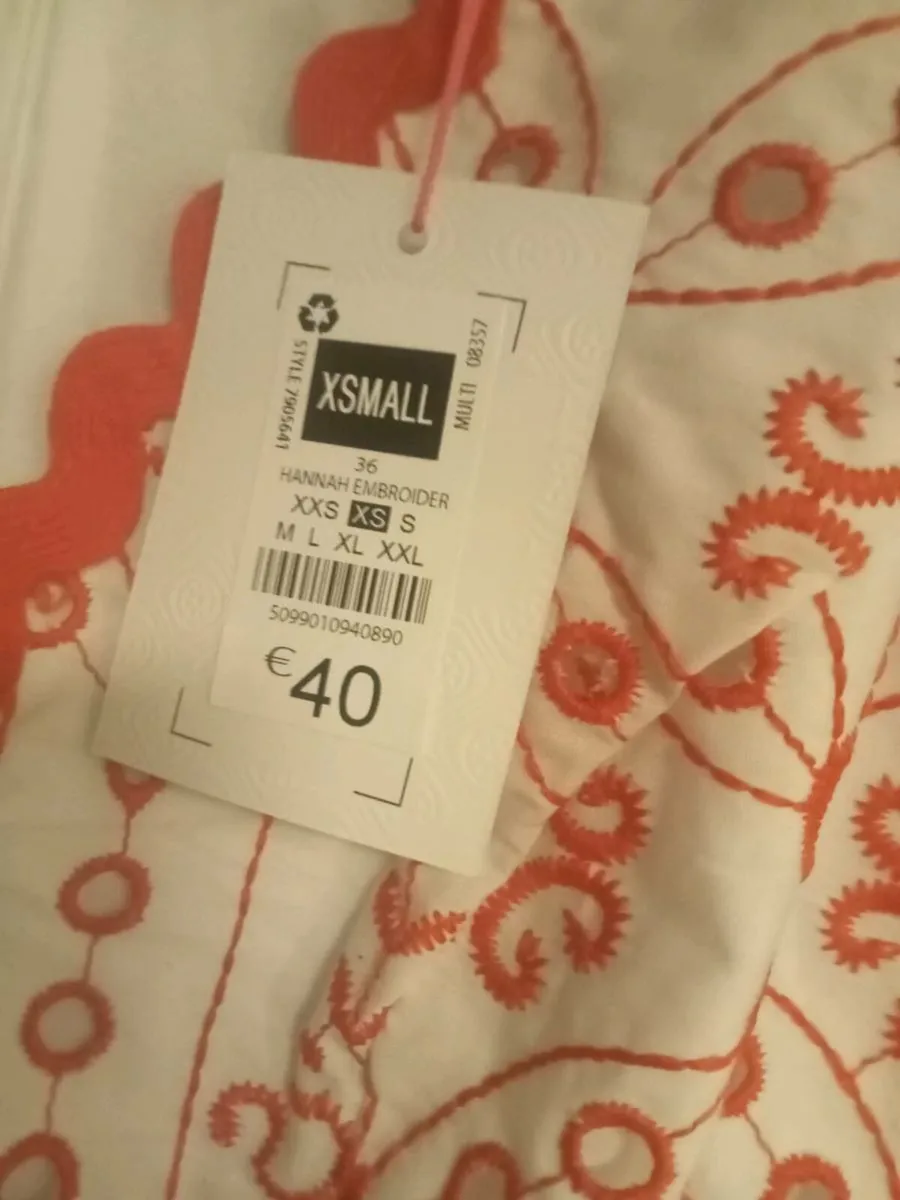 STYLE 7905641
XSMALL
MULTI 08357
36
HANNAH EMBROIDER
XXS XS S
M L XL XXL
5099010940890
€40